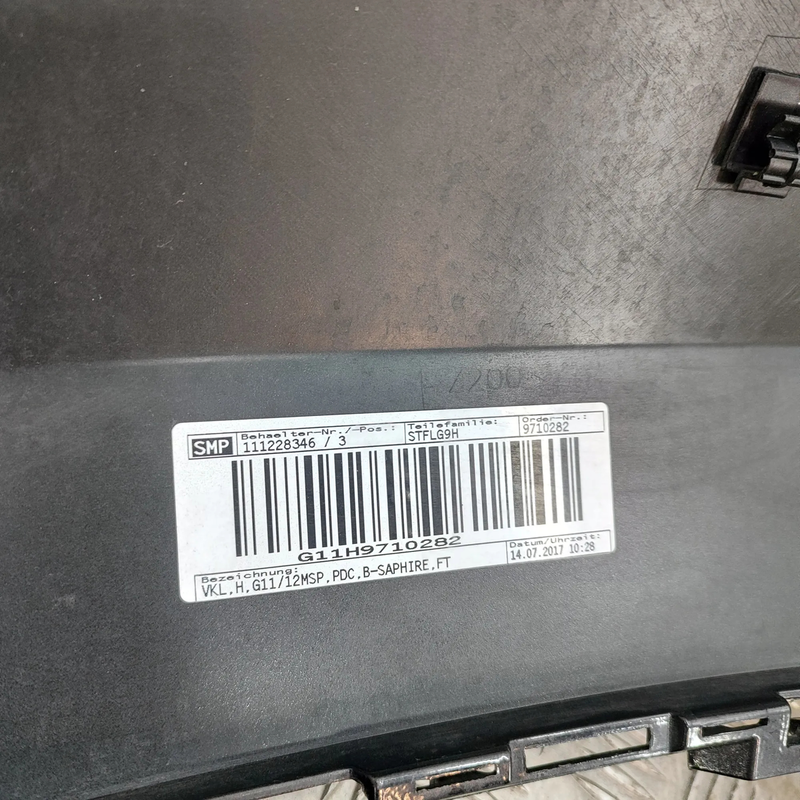 SMP
Behaelter-Nr./-Pos.: Teilefamilie: Order-Nr.:
111228346 / 3 STFLG9H 9710282
G11H9710282
Bezeichnung: Datum/Uhrzeit:
VKL,H,G11/12MSP,PDC,B-SAPHIRE,FT 14.07.2017 10:28